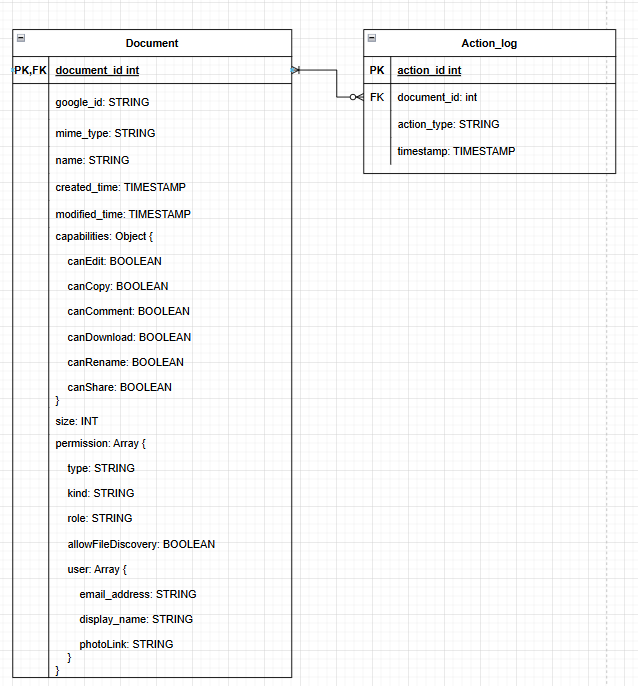 Document
PK,FK document_id int
google_id: STRING
mime_type: STRING
name: STRING
created_time: TIMESTAMP
modified_time: TIMESTAMP
capabilities: Object {
canEdit: BOOLEAN
canCopy: BOOLEAN
canComment: BOOLEAN
canDownload: BOOLEAN
canRename: BOOLEAN
canShare: BOOLEAN
}
size: INT
permission: Array {
type: STRING
kind: STRING
role: STRING
allowFileDiscovery: BOOLEAN
user: Array {
email_address: STRING
display_name: STRING
photoLink: STRING
}
}
Action_log
PK action_id int
FK document_id: int
action_type: STRING
timestamp: TIMESTAMP